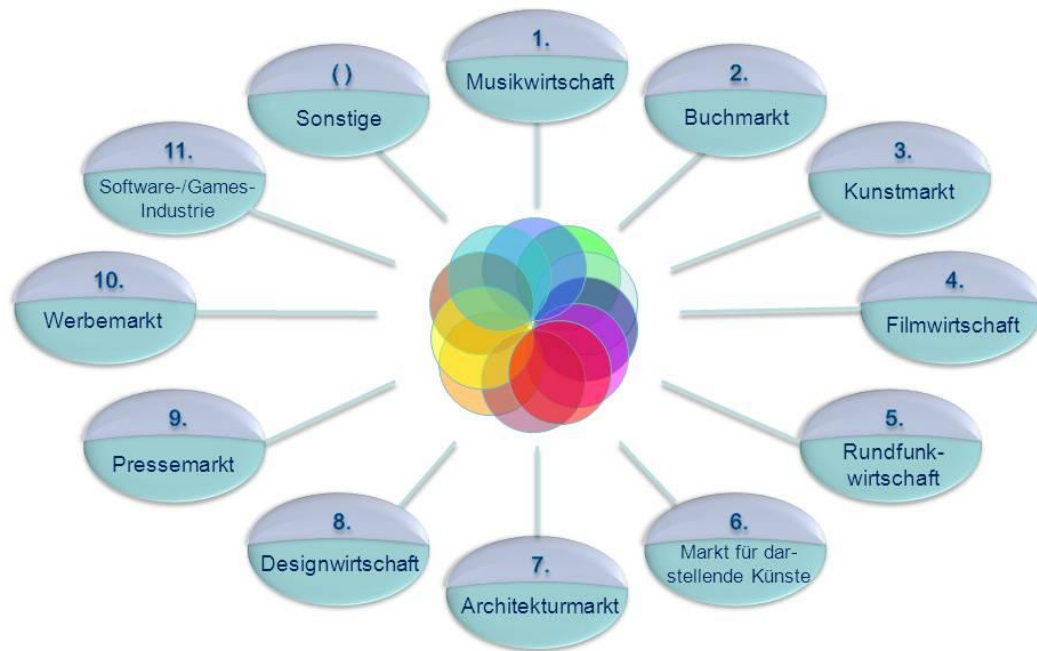 1.
Musikwirtschaft
2.
Buchmarkt
3.
Kunstmarkt
4.
Filmwirtschaft
5.
Rundfunk-
wirtschaft
6.
Markt für dar-
stellende Künste
7.
Architekturmarkt
8.
Designwirtschaft
9.
Pressemarkt
10.
Werbemarkt
11.
Software-/Games-
Industrie
( )
Sonstige